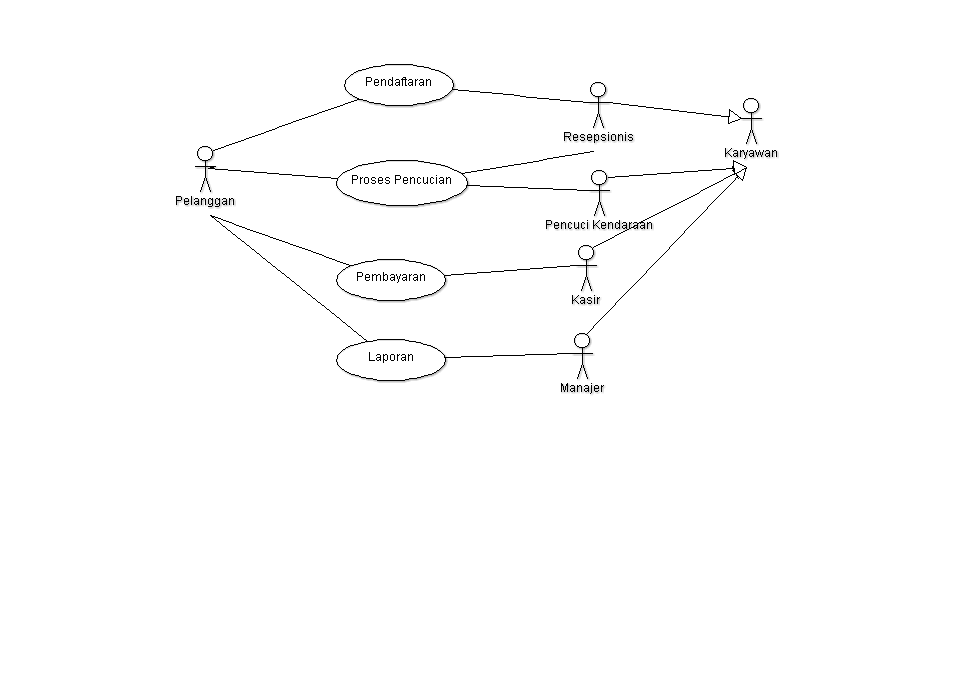 Pendaftaran
Resepsionis
Karyawan
Pelanggan
Proses Pencucian
Pencuci Kendaraan
Pembayaran
Kasir
Laporan
Manajer